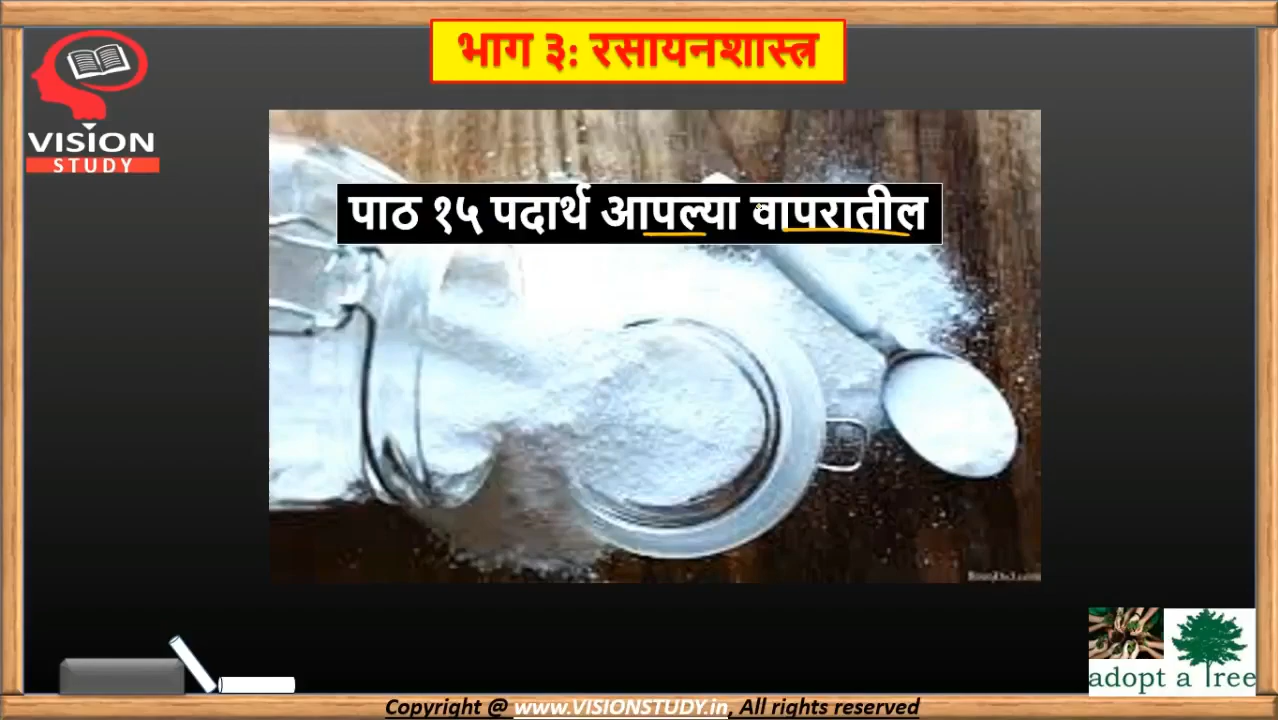 भाग ३: रसायनशास्त्र
VISION
STUDY
पाठ १५ पदार्थ आपल्या वापरातील
adopt a Tree
Copyright @ www.VISIONSTUDY.in, All rights reserved